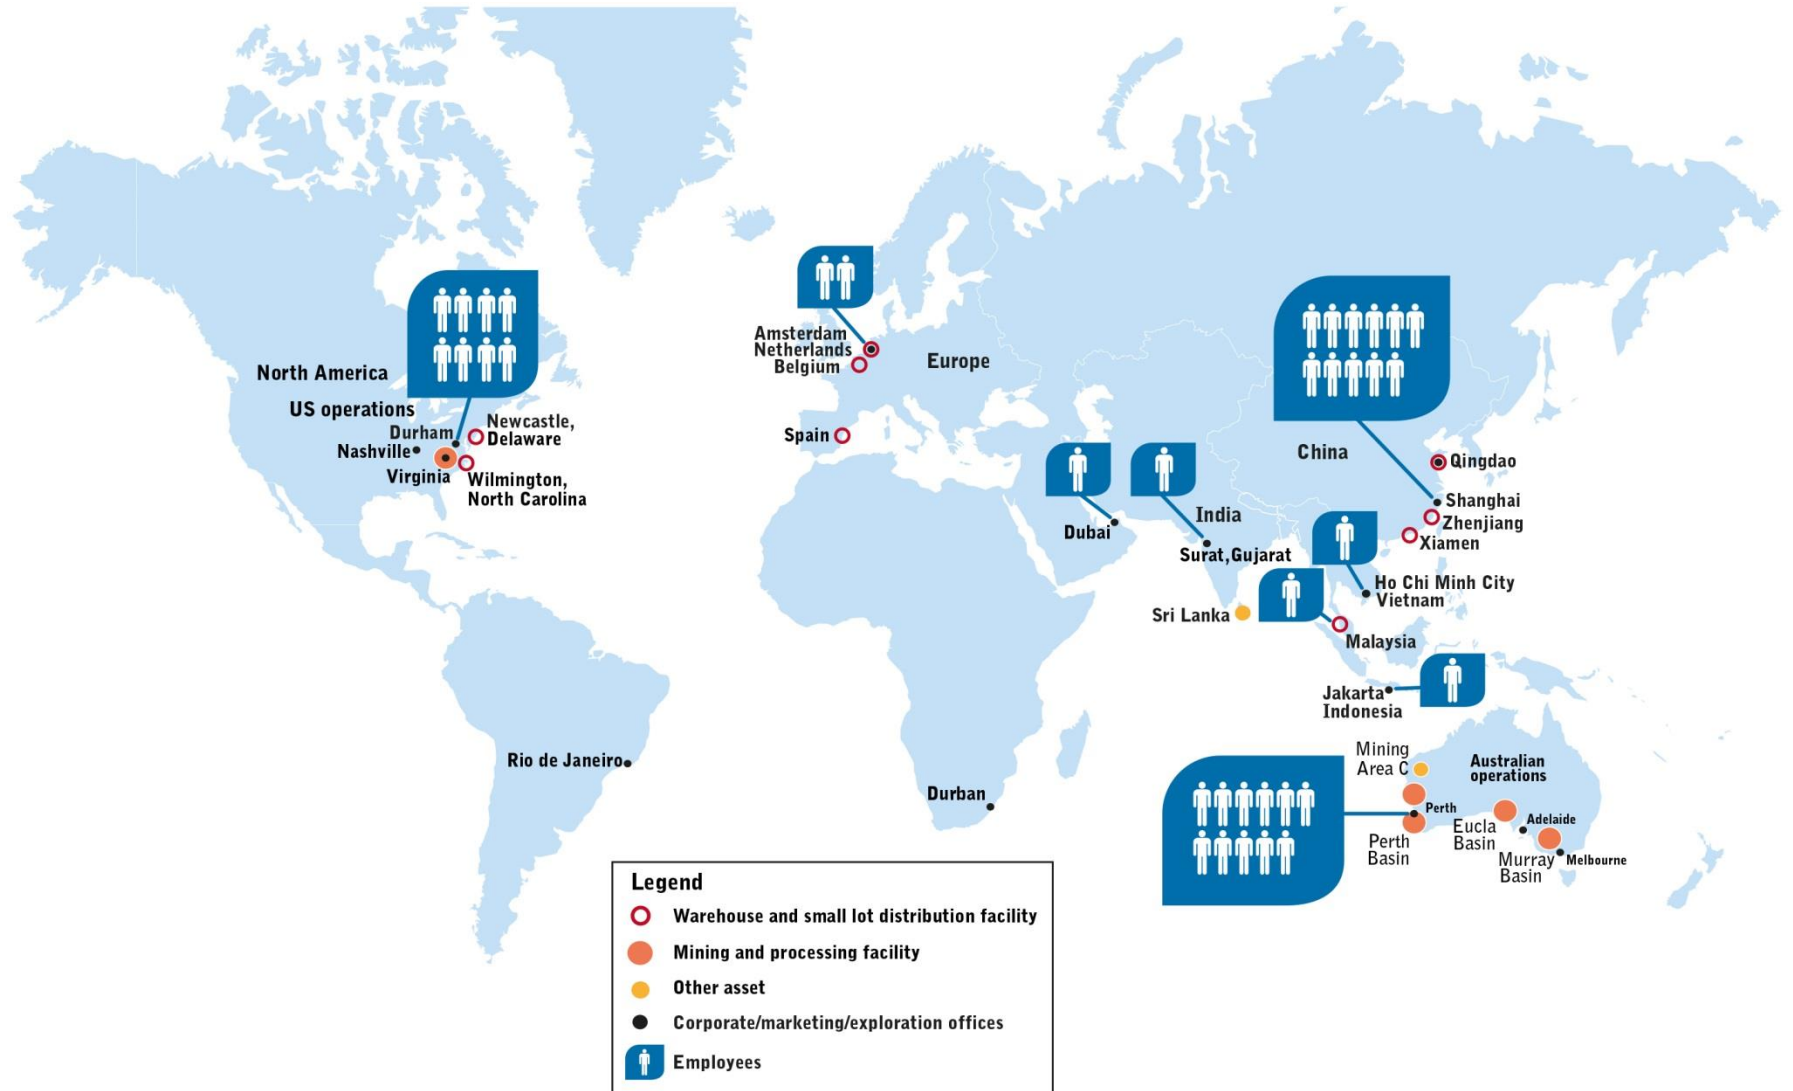 North America
US operations
Durham
Nashville
Virginia
Newcastle,
Delaware
Wilmington,
North Carolina
Amsterdam
Netherlands
Belgium
Europe
Spain
China
Qingdao
Shanghai
Zhenjiang
Xiamen
Dubai
India
Surat,Gujarat
Ho Chi Minh City
Vietnam
Sri Lanka
Malaysia
Jakarta
Indonesia
Rio de Janeiro
Durban
Mining
Area C
Australian
operations
Perth
Perth
Basin
Eucla
Basin
Adelaide
Murray
Basin
Melbourne
Legend
Warehouse and small lot distribution facility
Mining and processing facility
Other asset
Corporate/marketing/exploration offices
Employees